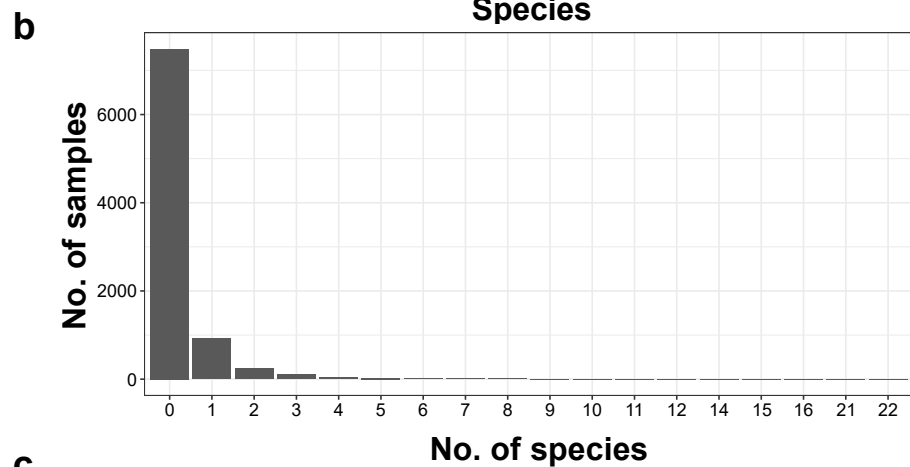 Species
b
No. of samples
6000
4000
2000
0
0 1 2 3 4 5 6 7 8 9 10 11 12 14 15 16 21 22
No. of species
c